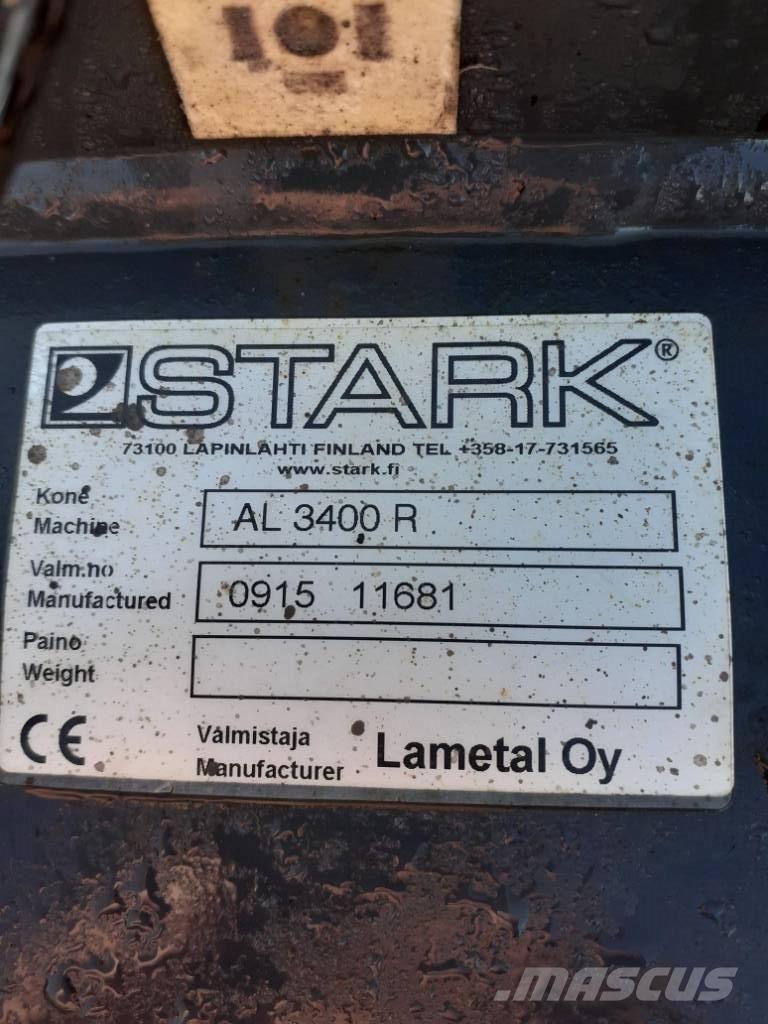 STARK®
73100 LAPINLAHTI FINLAND TEL +358-17-731565
www.stark.fi
Kone
Machine
AL 3400 R
Valm.no
Manufactured
0915 11681
Paino
Weight
CE
Valmistaja
Manufacturer
Lametal Oy
MASCUS